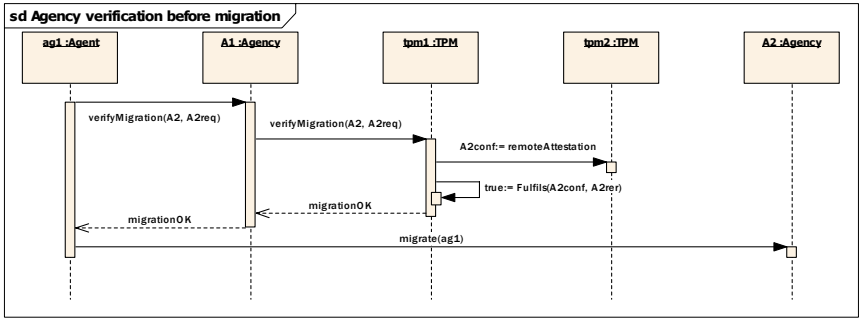 sd Agency verification before migration
ag1 :Agent
A1 :Agency
tpm1 :TPM
tpm2 :TPM
A2 :Agency
verifyMigration(A2, A2req)
verifyMigration(A2, A2req)
A2conf:= remoteAttestation
true:= Fulfils(A2conf, A2rer)
migrationOK
migrationOK
migrate(ag1)